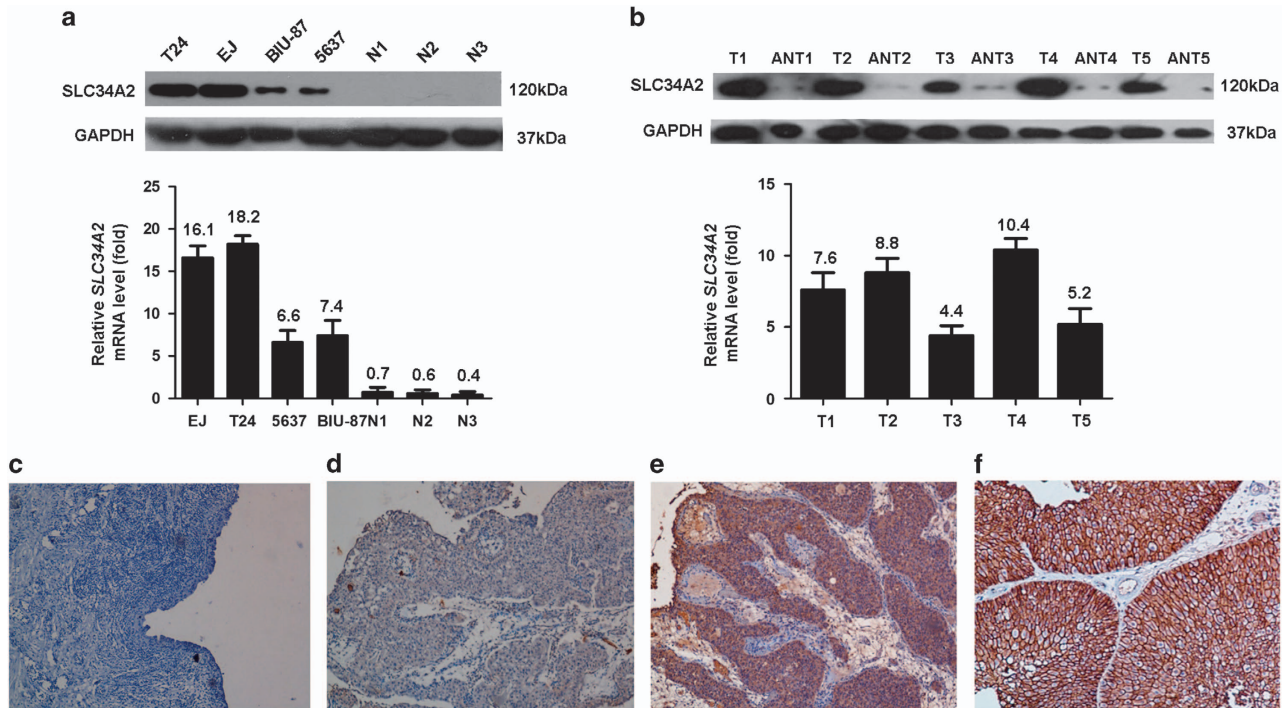 a
T24 EJ BIU-87 5637 N1 N2 N3
SLC34A2 120kDa
GAPDH 37kDa
Relative SLC34A2
mRNA level (fold)
25
20
15
10
5
0
16.1 18.2 6.6 7.4 0.7 0.6 0.4
EJ T24 5637 BIU-87N1 N2 N3
b
T1 ANT1 T2 ANT2 T3 ANT3 T4 ANT4 T5 ANT5
SLC34A2 120kDa
GAPDH 37kDa
Relative SLC34A2
mRNA level (fold)
15
10
5
0
7.6 8.8 4.4 10.4 5.2
T1 T2 T3 T4 T5
c d e f